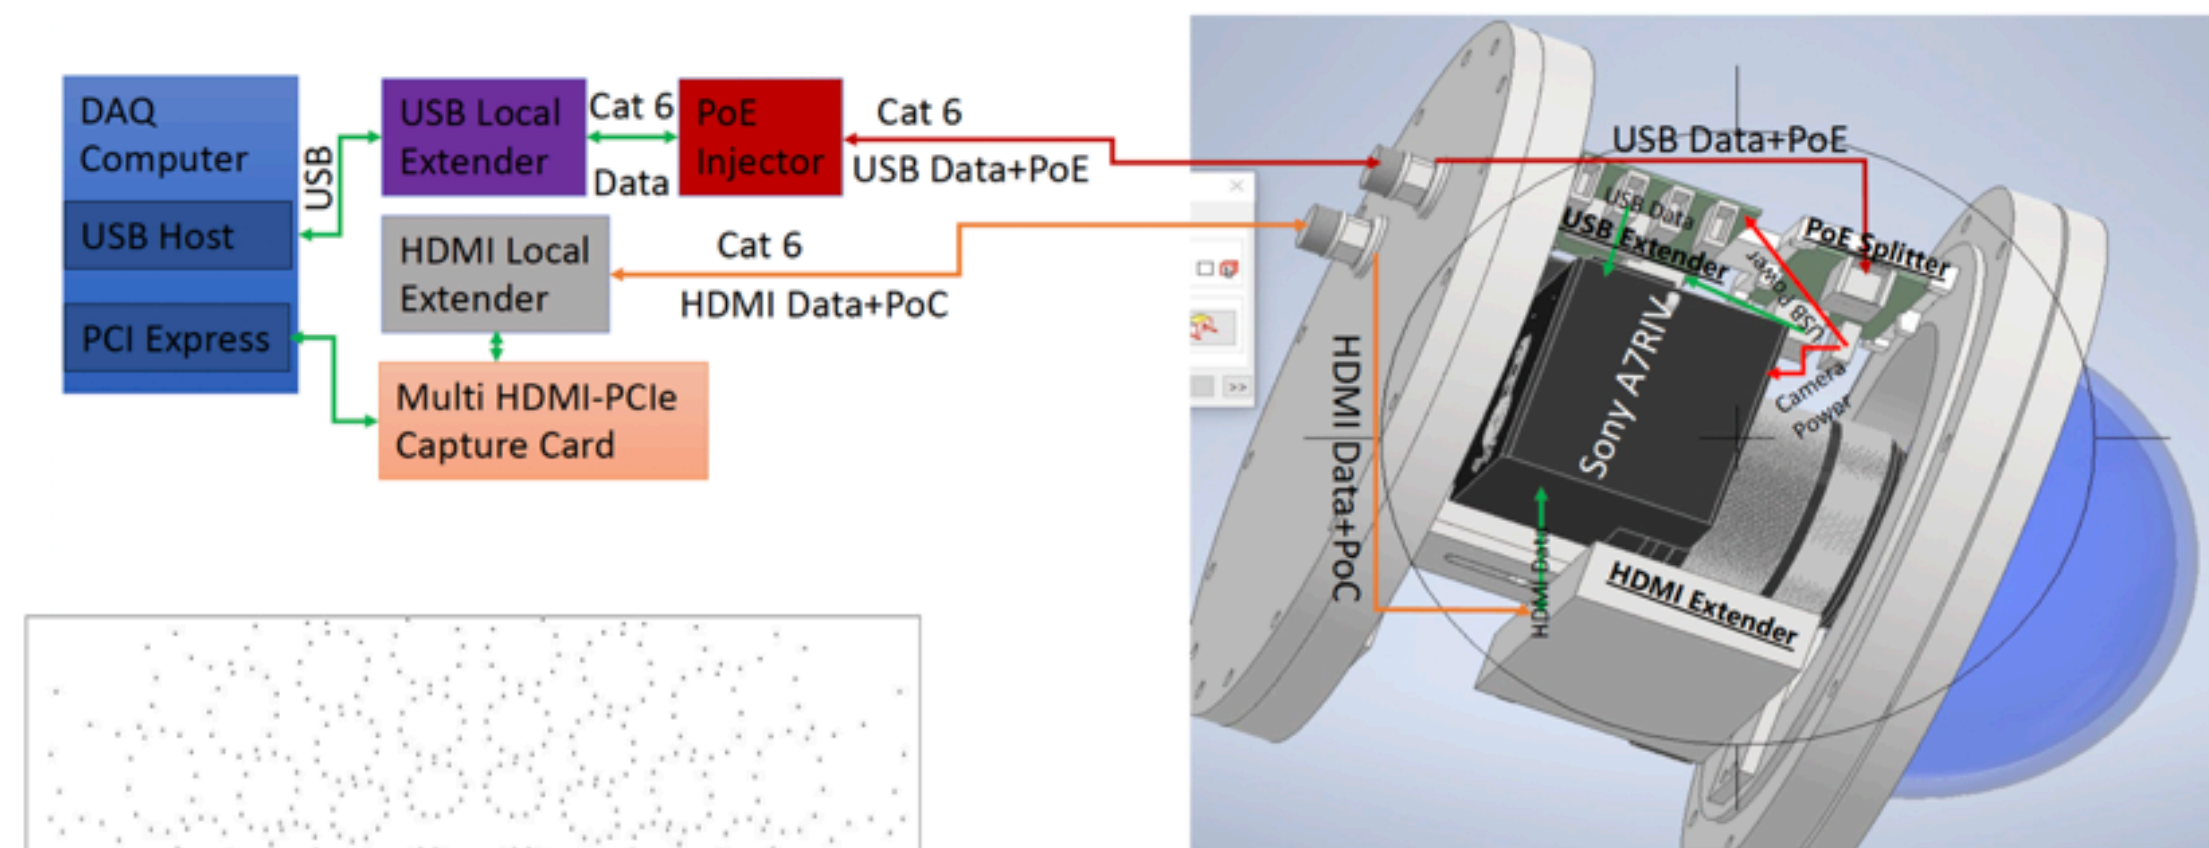 DAQ
Computer
USB Host
PCI Express
USB
USB Local
Extender
Cat 6
Data
PoE
Injector
Cat 6
USB Data+PoE
HDMI Local
Extender
Cat 6
HDMI Data+PoC
Multi HDMI-PCIe
Capture Card
USB Data+PoE
USB Data
USB Extender
PoE Splitter
USB Power
Camera
Power
Sony A7RIV
HDMI Data+PoC
HDMI Data
HDMI Extender
>>